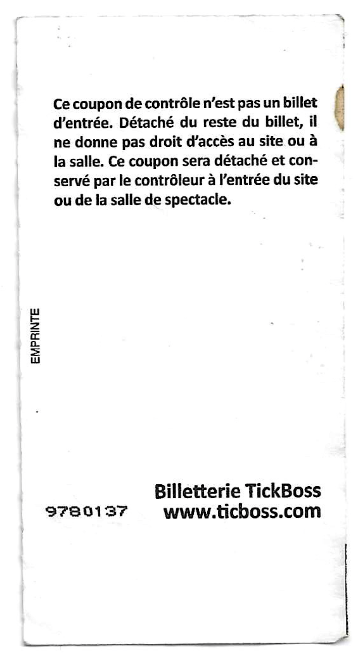 Ce coupon de contrôle n'est pas un billet
d'entrée. Détaché du reste du billet, il
ne donne pas droit d'accès au site ou à
la salle. Ce coupon sera détaché et con-
servé par le contrôleur à l'entrée du site
ou de la salle de spectacle.
EMPRINTE
Billetterie TickBoss
9780137 www.ticboss.com